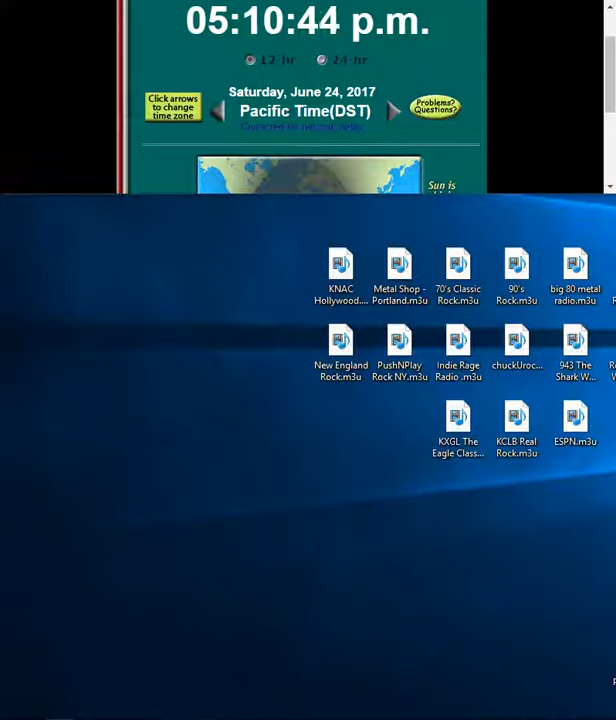 05:10:44 p.m.
12-hr 24-hr
Click arrows
to change
time zone
Saturday, June 24, 2017
Pacific Time(DST)
Problems?
Questions?
Sun is
KNAC
Hollywood....
Metal Shop -
Portland.m3u
70's Classic
Rock.m3u
90's
Rock.m3u
big 80 metal
radio.m3u
New England
Rock.m3u
PushNPlay
Rock NY.m3u
Indie Rage
Radio .m3u
chuckUroc...
943 The
Shark W...
KXGL The
Eagle Class...
KCLB Real
Rock.m3u
ESPN.m3u